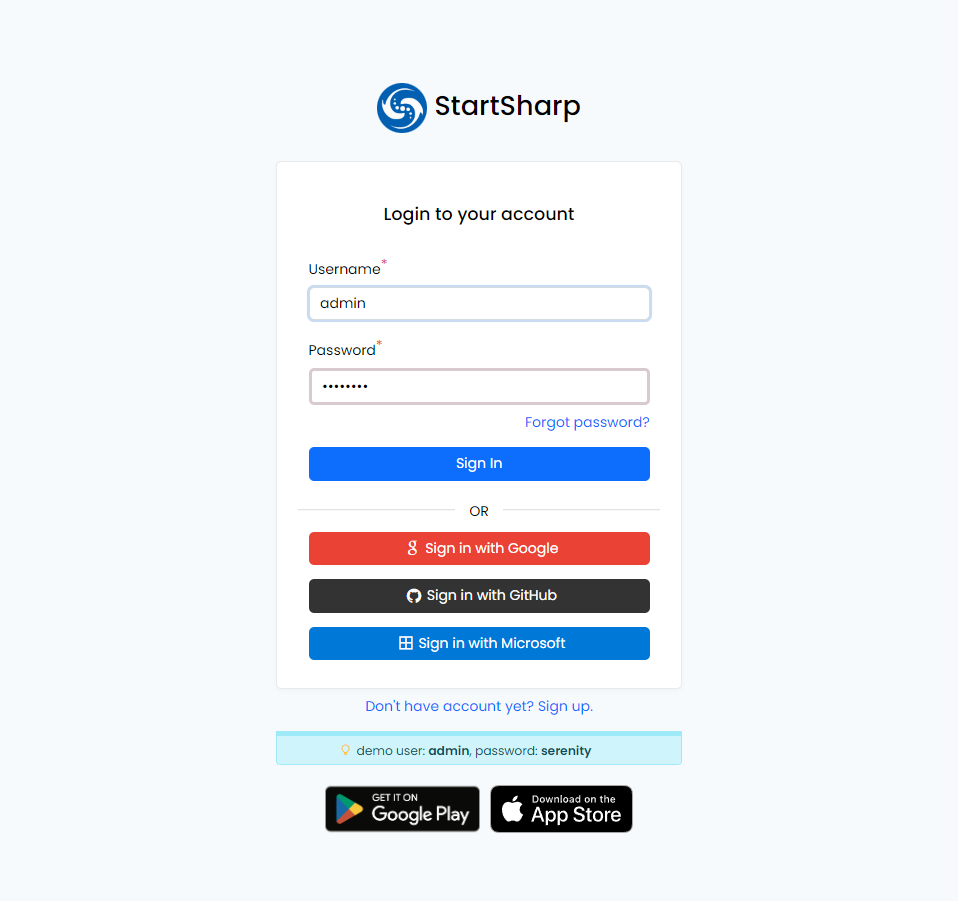 StartSharp
Login to your account
Username*
admin
Password*
••••••••
Forgot password?
Sign In
OR
Sign in with Google
Sign in with GitHub
Sign in with Microsoft
Don't have account yet? Sign up.
demo user: admin, password: serenity
GET IT ON
Google Play
Download on the
App Store